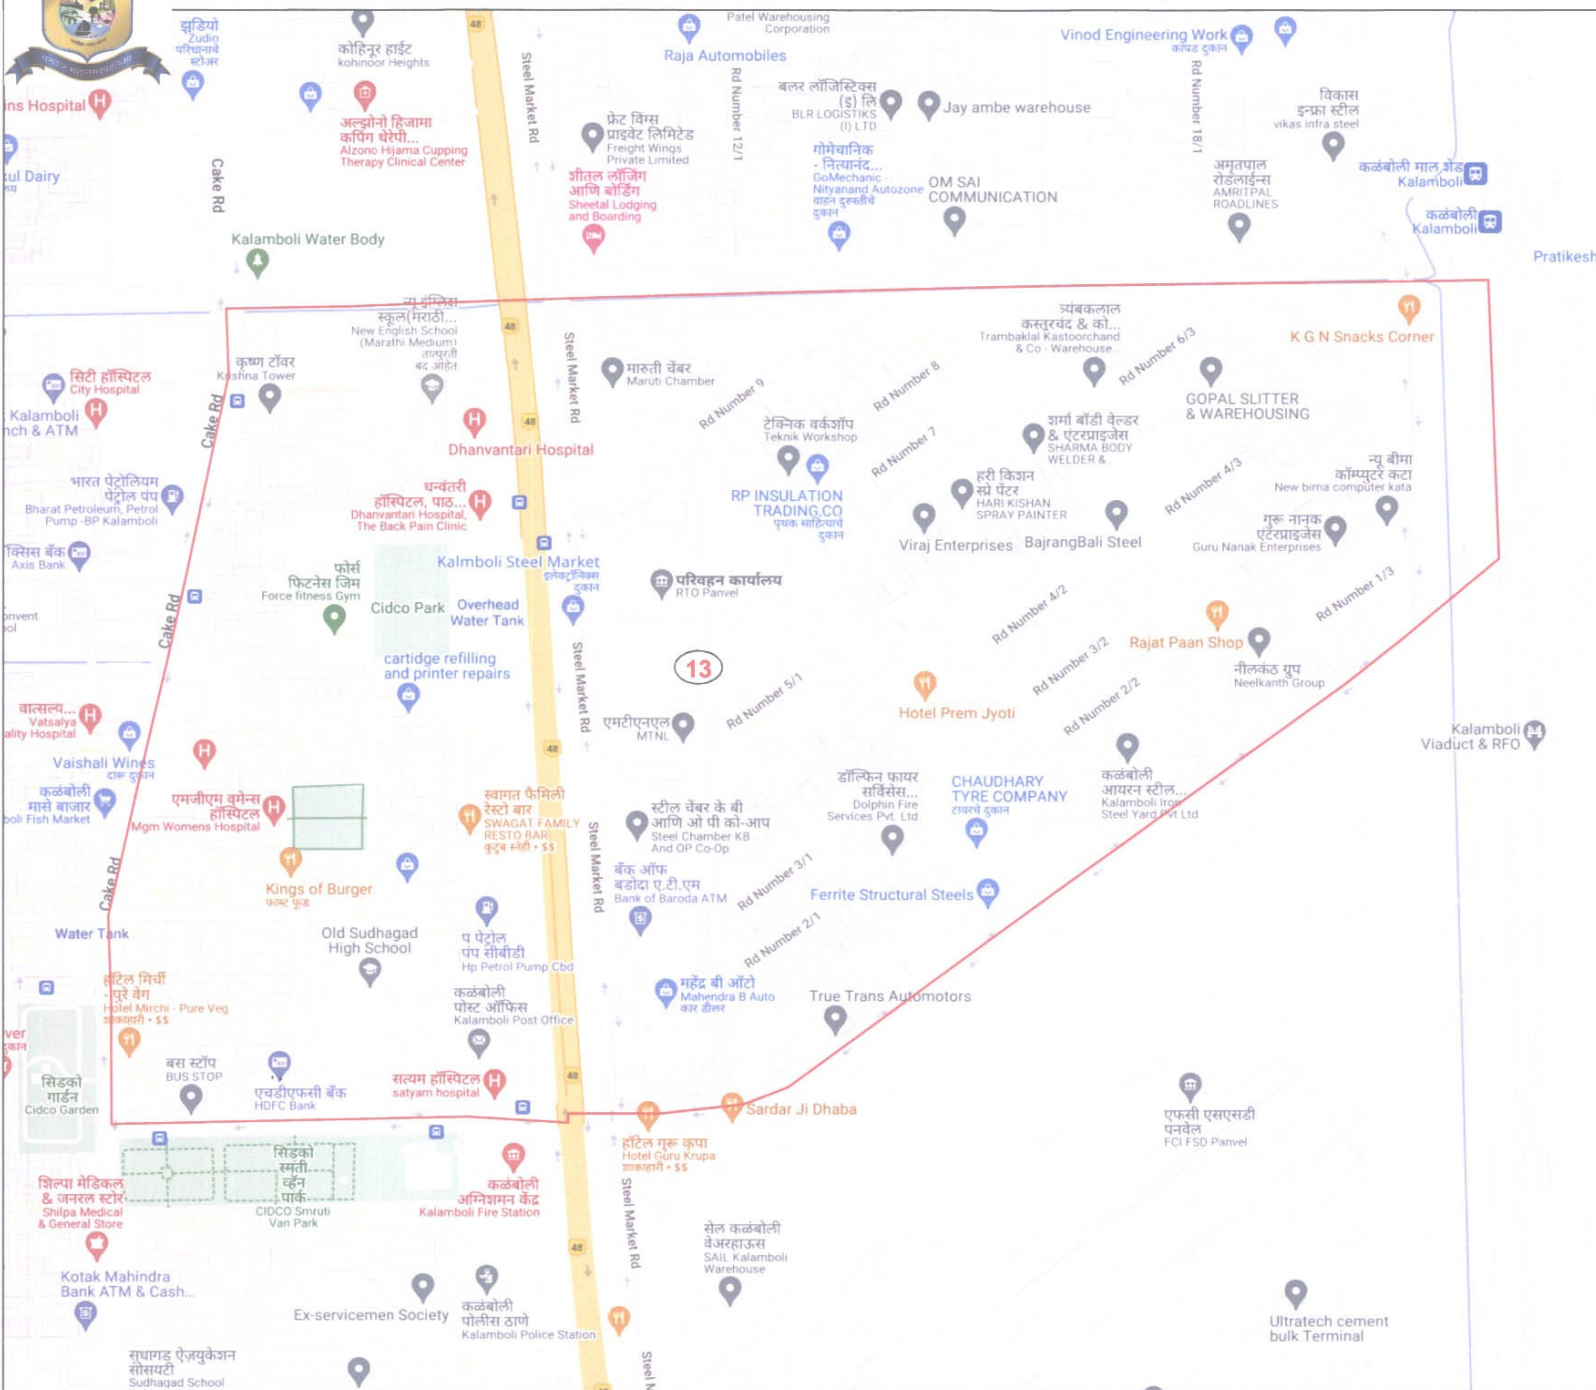 झुडियो
Zudio
परिधानाचे
स्टोअर
कोहिनूर हाईट
kohinoor Heights
48
Steel Market Rd
Raja Automobiles
Patel Warehousing
Corporation
Rd Number 12/1
Vinod Engineering Work
कापड दुकान
Rd Number 18/1
ins Hospital
अल्झोनो हिजामा
कपिंग थेरेपी...
Alzono Hijama Cupping
Therapy Clinical Center
फ्रेट विंग्स
प्राइवेट लिमिटेड
Freight Wings
Private Limited
बलर लॉजिस्टिक्स
(इ) लि
BLR LOGISTIKS
(I) LTD
Jay ambe warehouse
विकास
इन्फ्रा स्टील
vikas infra steel
ul Dairy
Cake Rd
शीतल लॉजिंग
आणि बोर्डिंग
Sheetal Lodging
and Boarding
गोमेचानिक
- नित्यानंद...
GoMechanic -
Nityanand Autozone
वाहन दुरुस्तीचे
दुकान
OM SAI
COMMUNICATION
अमृतपाल
रोडलाईन्स
AMRITPAL
ROADLINES
कळंबोली माल शेड
Kalamboli
कळंबोली
Kalamboli
Kalamboli Water Body
Pratikesh
न्यू इंग्लिश
स्कूल(मराठी...
New English School
(Marathi Medium)
तात्पुरती
बंद आहेत
48
Steel Market Rd
त्र्यंबकलाल
कस्तुरचंद & को...
Trambaklal Kastoorchand
& Co - Warehouse
Rd Number 6/3
K G N Snacks Corner
कृष्ण टॉवर
Krishna Tower
मारुती चेंबर
Maruti Chamber
Rd Number 9
Rd Number 8
GOPAL SLITTER
& WAREHOUSING
सिटी हॉस्पिटल
City Hospital
Kalamboli
nch & ATM
Cake Rd
48
Dhanvantari Hospital
टेक्निक वर्कशॉप
Teknik Workshop
Rd Number 7
शर्मा बॉडी वेल्डर
& एंटरप्राइजेस
SHARMA BODY
WELDER &
Rd Number 4/3
न्यू बीमा
कॉम्प्युटर कटा
New bima computer kata
भारत पेट्रोलियम
पेट्रोल पंप
Bharat Petroleum, Petrol
Pump -BP Kalamboli
धन्वंतरी
हॉस्पिटल, पाठ...
Dhanvantari Hospital,
The Back Pain Clinic
RP INSULATION
TRADING.CO
पृथक साहित्याचे
दुकान
हरी किशन
स्प्रे पेंटर
HARI KISHAN
SPRAY PAINTER
Viraj Enterprises
BajrangBali Steel
गुरू नानक
एंटरप्राइजेस
Guru Nanak Enterprises
क्सिस बँक
Axis Bank
Kalmboli Steel Market
इलेक्ट्रॉनिक्स
दुकान
फोर्स
फिटनेस जिम
Force fitness Gym
Cidco Park
Overhead
Water Tank
परिवहन कार्यालय
RTO Panvel
Rd Number 4/2
Rd Number 1/3
onvent
ol
Cake Rd
Rajat Paan Shop
cartidge refilling
and printer repairs
Steel Market Rd
13
Rd Number 5/1
Rd Number 3/2
Rd Number 2/2
नीलकंठ ग्रुप
Neelkanth Group
वात्सल्य...
Vatsalya
ality Hospital
एमटीएनएल
MTNL
Hotel Prem Jyoti
Kalamboli
Viaduct & RFO
Vaishali Wines
दारू दुकान
48
कळंबोली
मासे बाजार
boli Fish Market
एमजीएम वुमेन्स
हॉस्पिटल
Mgm Womens Hospital
स्वागत फैमिली
रेस्टो बार
SWAGAT FAMILY
RESTO BAR
कुटुंब स्नेही • $$
स्टील चेंबर के बी
आणि ओ पी को-आप
Steel Chamber KB
And OP Co-Op
डॉल्फिन फायर
सर्विसेस...
Dolphin Fire
Services Pvt. Ltd
CHAUDHARY
TYRE COMPANY
टायरचे दुकान
कळंबोली
आयरन स्टील...
Kalamboli Iron
Steel Yard Pvt Ltd
Cake Rd
Kings of Burger
फास्ट फूड
Steel Market Rd
बँक ऑफ
बडोदा ए.टी.एम
Bank of Baroda ATM
Rd Number 3/1
Ferrite Structural Steels
Water Tank
Old Sudhagad
High School
प पेट्रोल
पंप सीबीडी
Hp Petrol Pump Cbd
Rd Number 2/1
हॉटेल मिर्ची
- पुरे वेग
Hotel Mirchi - Pure Veg
शाकाहारी • $$
कळंबोली
पोस्ट ऑफिस
Kalamboli Post Office
महेंद्र बी ऑटो
Mahendra B Auto
कार डीलर
True Trans Automotors
ver
दुकान
सिडको
गार्डन
Cidco Garden
बस स्टॉप
BUS STOP
एचडीएफसी बँक
HDFC Bank
सत्यम हॉस्पिटल
satyam hospital
48
Sardar Ji Dhaba
एफसी एसएसडी
पनवेल
FCI FSD Panvel
हॉटेल गुरू कृपा
Hotel Guru Krupa
शाकाहारी • $$
सिडको
स्मृती
व्हॅन
पार्क
CIDCO Smruti
Van Park
शिल्पा मेडिकल
& जनरल स्टोर
Shilpa Medical
& General Store
कळंबोली
अग्निशमन केंद्र
Kalamboli Fire Station
Steel Market Rd
48
सेल कळंबोली
वेअरहाऊस
SAIL Kalamboli
Warehouse
Kotak Mahindra
Bank ATM & Cash...
Ex-servicemen Society
कळंबोली
पोलीस ठाणे
Kalamboli Police Station
Ultratech cement
bulk Terminal
सुधागड ऐज़युकेशन
सोसयटी
Sudhagad School
Steel M